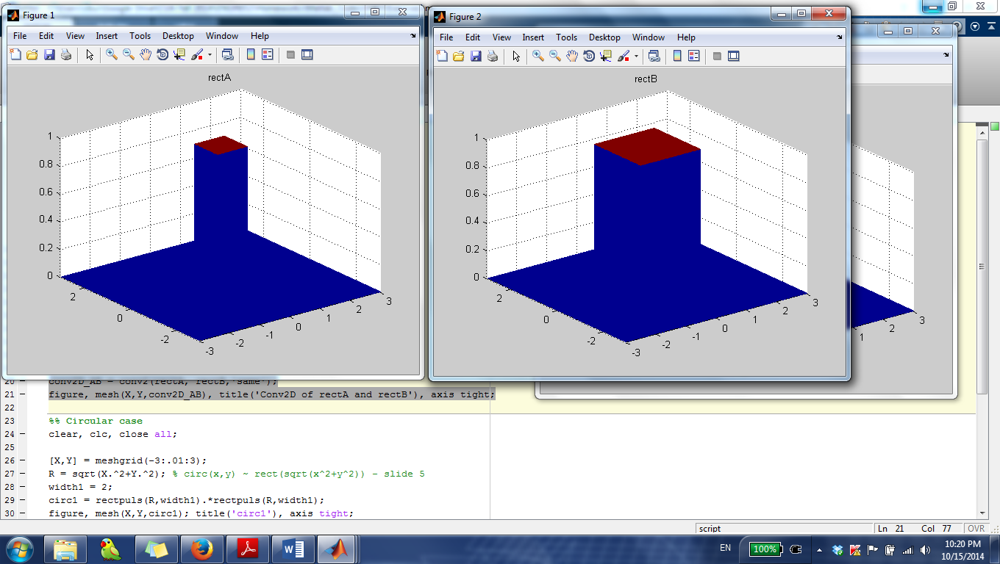 Figure 1
File Edit View Insert Tools Desktop Window Help
rectA
1
0.8
0.6
0.4
0.2
0
2
0
-2
-3
-2
-1
0
1
2
3
Figure 2
File Edit View Insert Tools Desktop Window Help
rectB
1
0.8
0.6
0.4
0.2
0
2
0
-2
-3
-2
-1
0
1
2
3
1
2
3
20 conv2D_AB = conv2(rectA, rectB,'same');
21 figure, mesh(X,Y,conv2D_AB), title('Conv2D of rectA and rectB'), axis tight;
22
23 %% Circular case
24 clear, clc, close all;
25
26 [X,Y] = meshgrid(-3:.01:3);
27 R = sqrt(X.^2+Y.^2); % circ(x,y) ~ rect(sqrt(x^2+y^2)) - slide 5
28 width1 = 2;
29 circ1 = rectpuls(R,width1).*rectpuls(R,width1);
30 figure, mesh(X,Y,circ1); title('circ1'), axis tight;
script Ln 21 Col 77 OVR
EN 100% 10:20 PM
10/15/2014